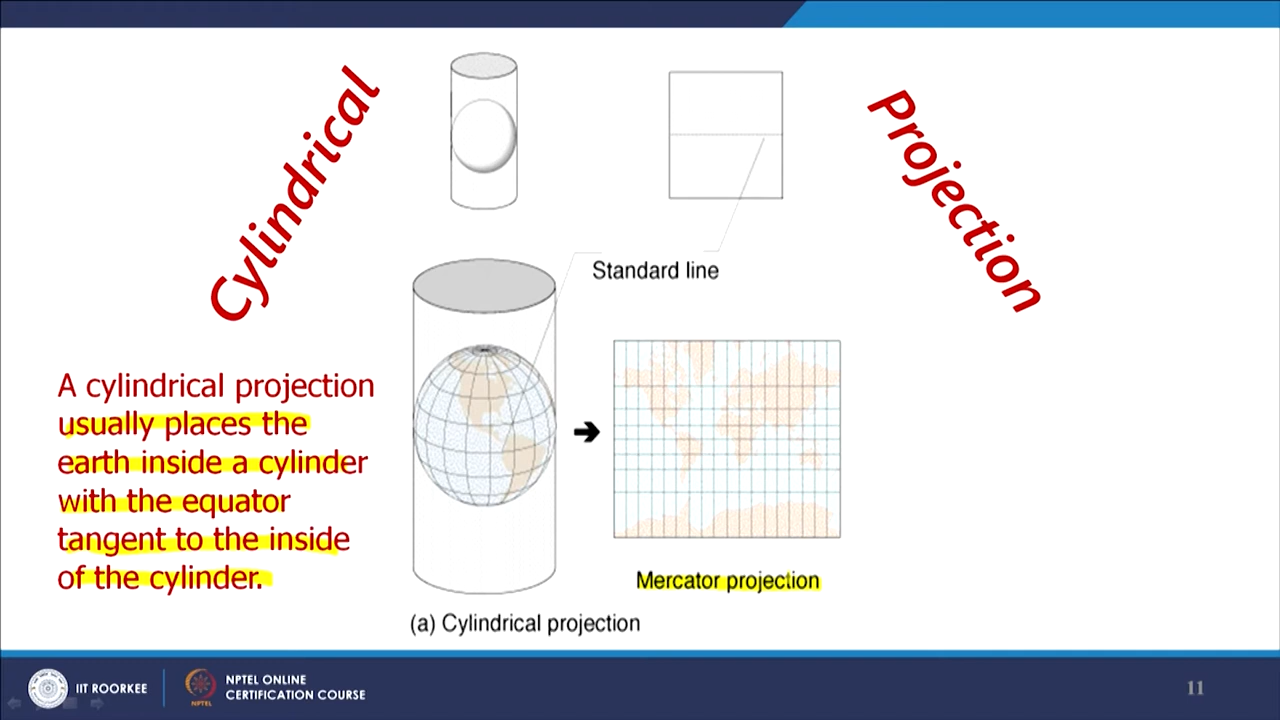 Cylindrical
Projection
Standard line
A cylindrical projection
usually places the
earth inside a cylinder
with the equator
tangent to the inside
of the cylinder.
Mercator projection
(a) Cylindrical projection
IIT ROORKEE
NPTEL
NPTEL ONLINE
CERTIFICATION COURSE
11